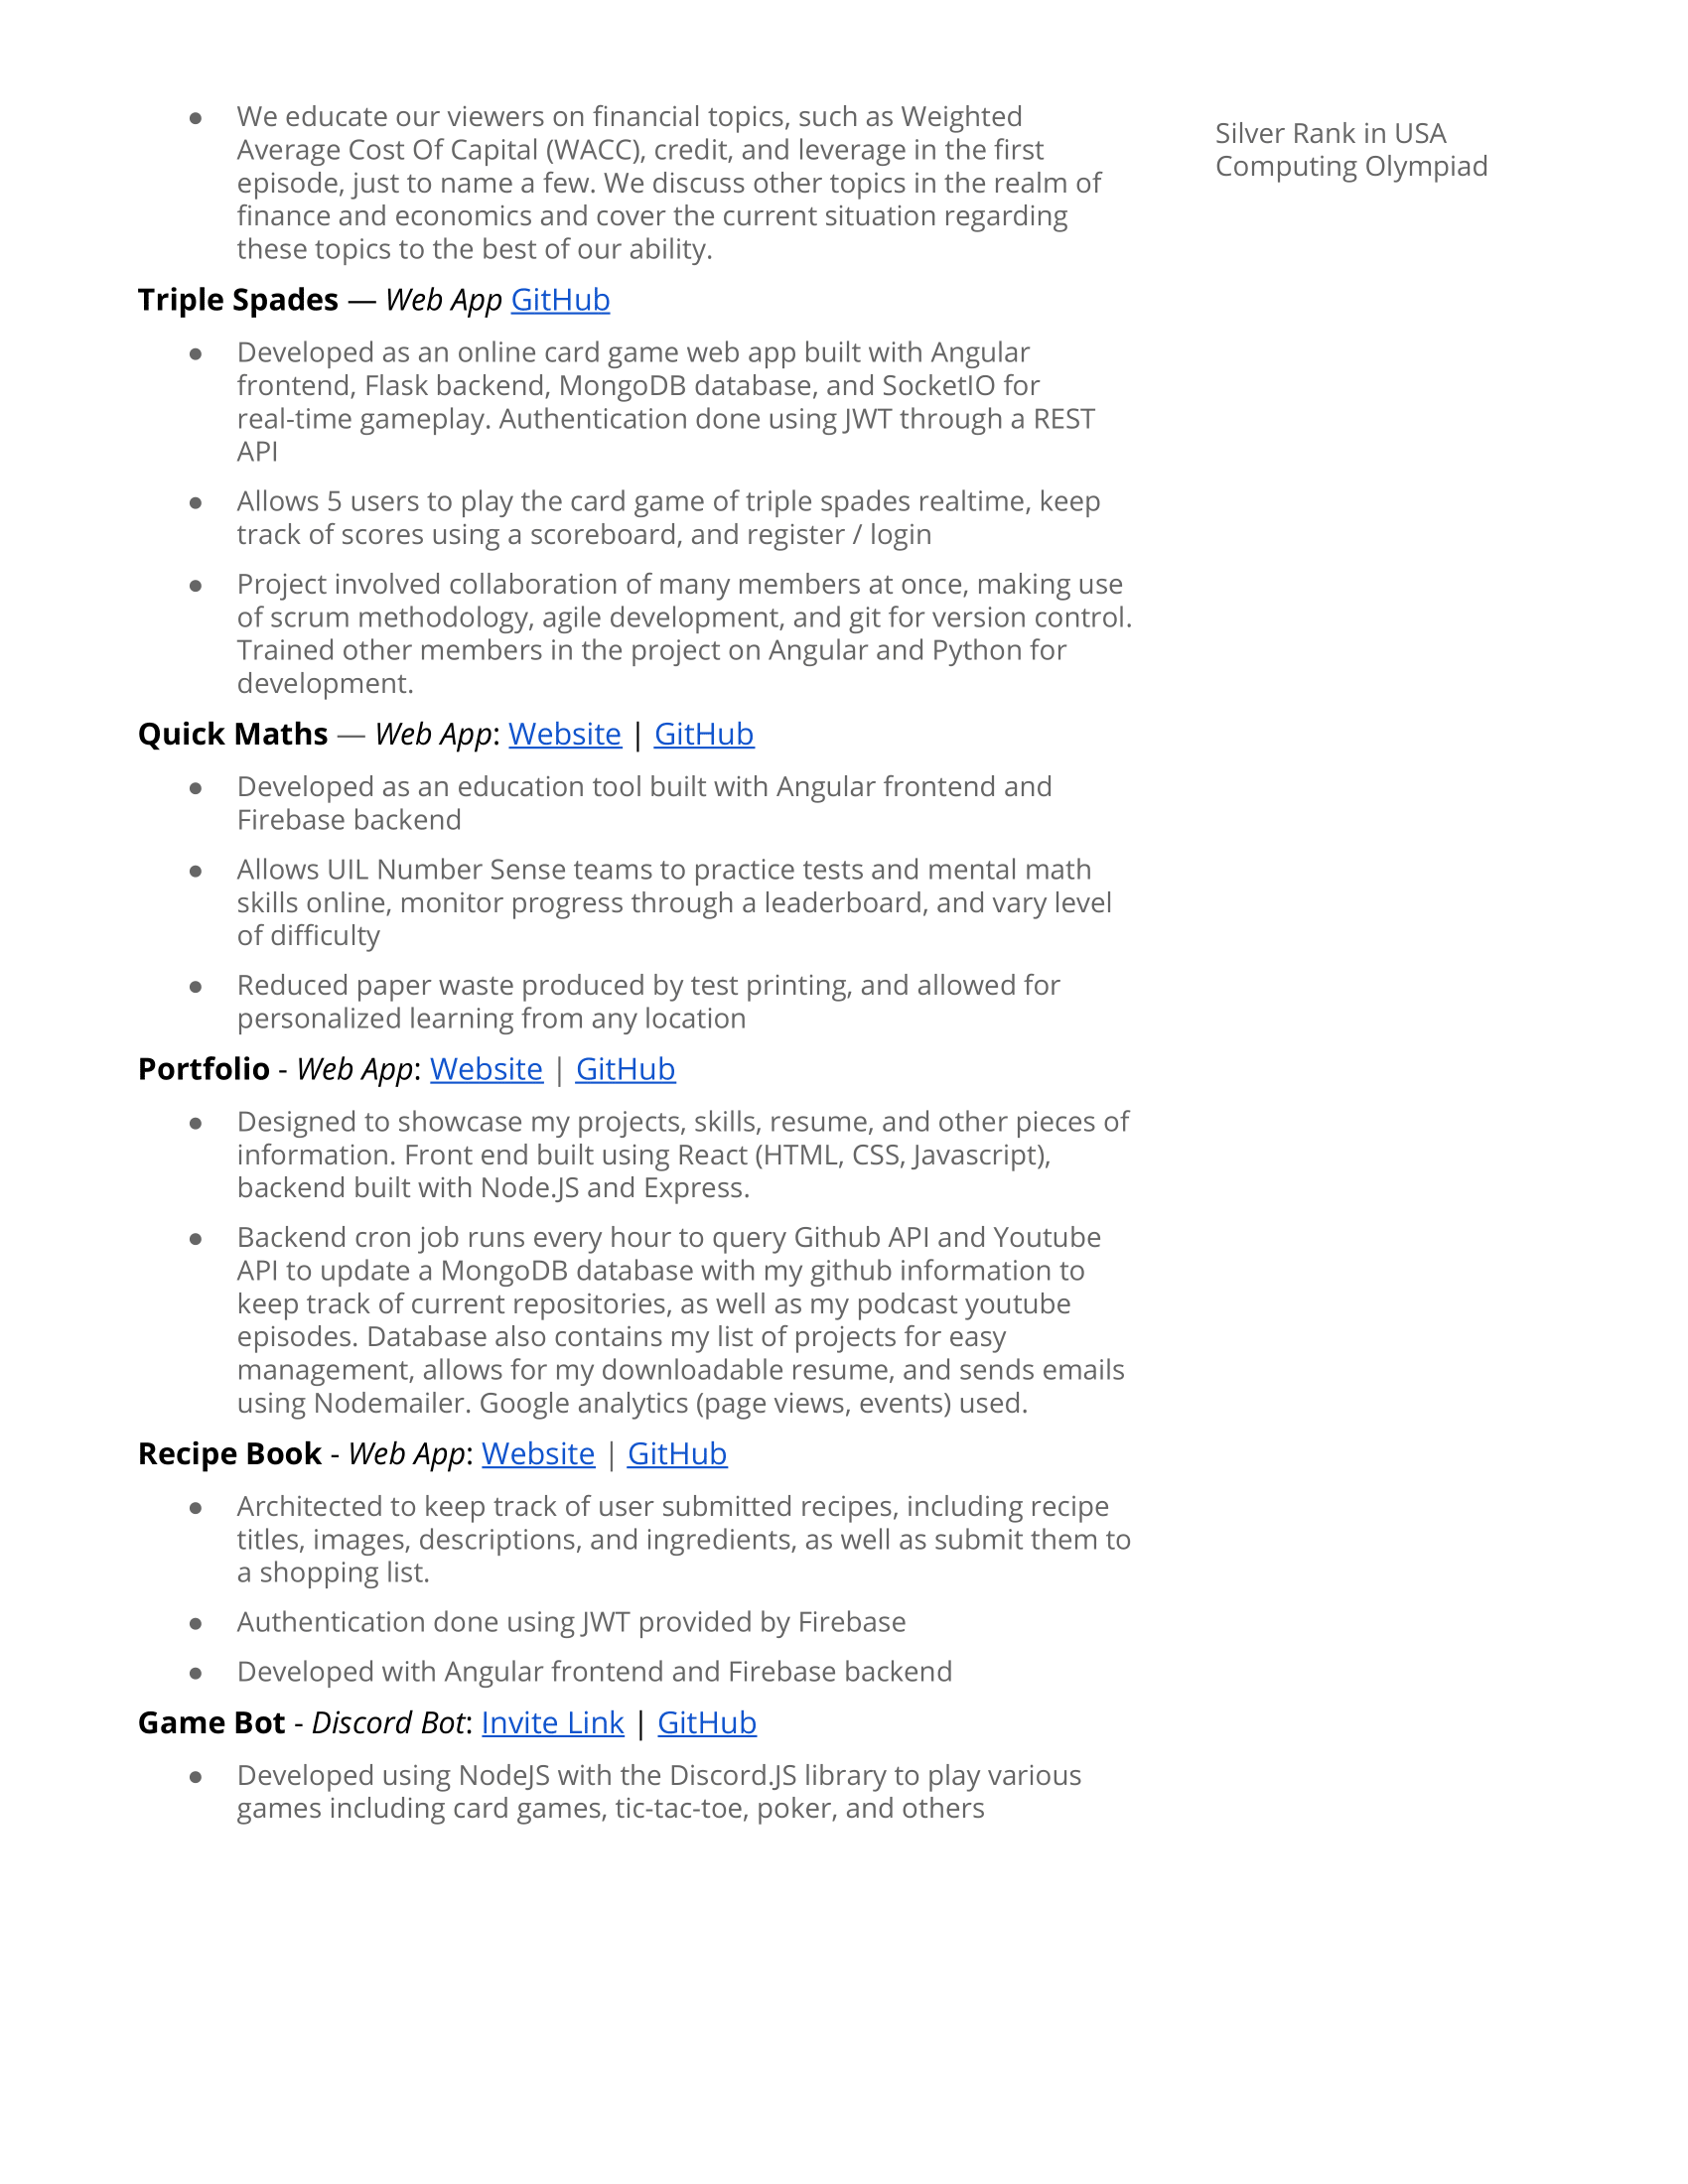 ● We educate our viewers on financial topics, such as Weighted
Average Cost Of Capital (WACC), credit, and leverage in the first
episode, just to name a few. We discuss other topics in the realm of
finance and economics and cover the current situation regarding
these topics to the best of our ability.
Triple Spades — Web App GitHub
● Developed as an online card game web app built with Angular
frontend, Flask backend, MongoDB database, and SocketIO for
real-time gameplay. Authentication done using JWT through a REST
API
● Allows 5 users to play the card game of triple spades realtime, keep
track of scores using a scoreboard, and register / login
● Project involved collaboration of many members at once, making use
of scrum methodology, agile development, and git for version control.
Trained other members in the project on Angular and Python for
development.
Quick Maths — Web App: Website | GitHub
● Developed as an education tool built with Angular frontend and
Firebase backend
● Allows UIL Number Sense teams to practice tests and mental math
skills online, monitor progress through a leaderboard, and vary level
of difficulty
● Reduced paper waste produced by test printing, and allowed for
personalized learning from any location
Portfolio - Web App: Website | GitHub
● Designed to showcase my projects, skills, resume, and other pieces of
information. Front end built using React (HTML, CSS, Javascript),
backend built with Node.JS and Express.
● Backend cron job runs every hour to query Github API and Youtube
API to update a MongoDB database with my github information to
keep track of current repositories, as well as my podcast youtube
episodes. Database also contains my list of projects for easy
management, allows for my downloadable resume, and sends emails
using Nodemailer. Google analytics (page views, events) used.
Recipe Book - Web App: Website | GitHub
● Architected to keep track of user submitted recipes, including recipe
titles, images, descriptions, and ingredients, as well as submit them to
a shopping list.
● Authentication done using JWT provided by Firebase
● Developed with Angular frontend and Firebase backend
Game Bot - Discord Bot: Invite Link | GitHub
● Developed using NodeJS with the Discord.JS library to play various
games including card games, tic-tac-toe, poker, and others
Silver Rank in USA
Computing Olympiad